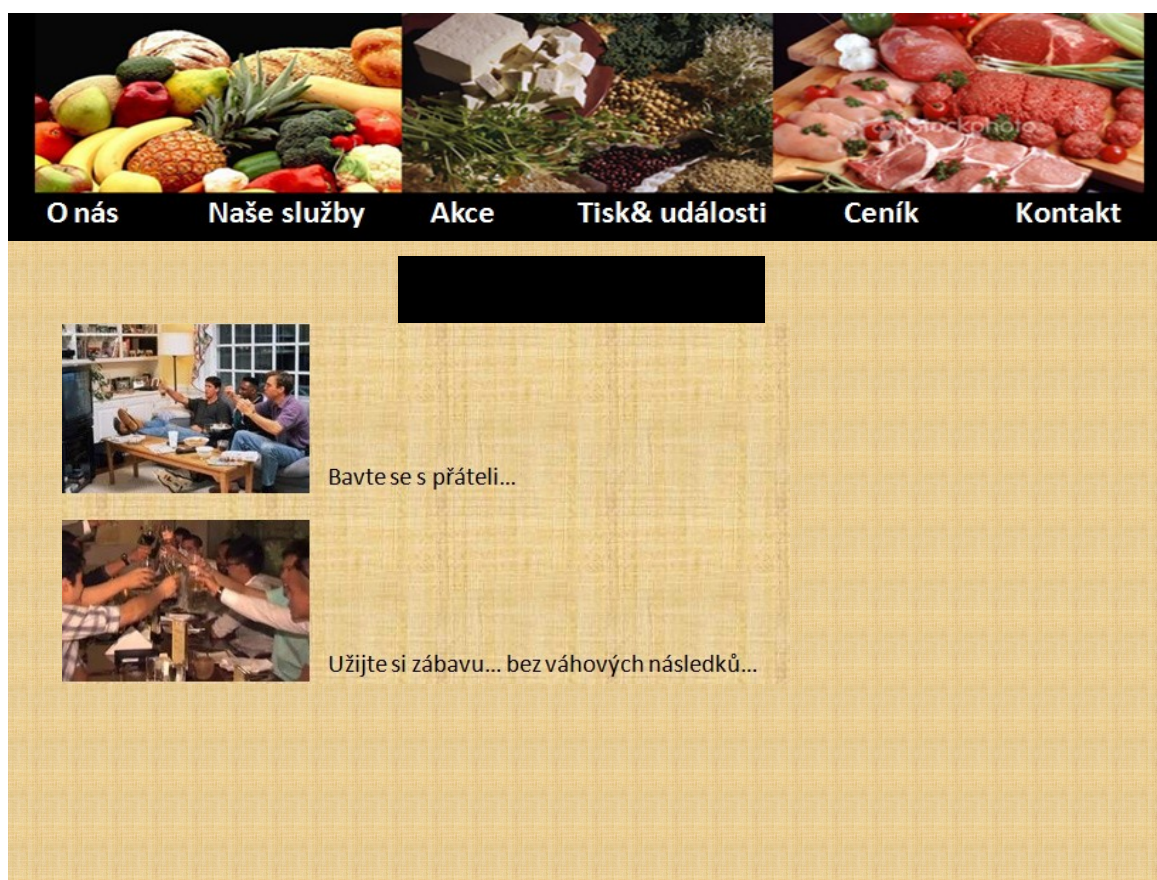 O nás Naše služby Akce Tisk& události Ceník Kontakt
Bavte se s přáteli...
Užijte si zábavu... bez váhových následků...